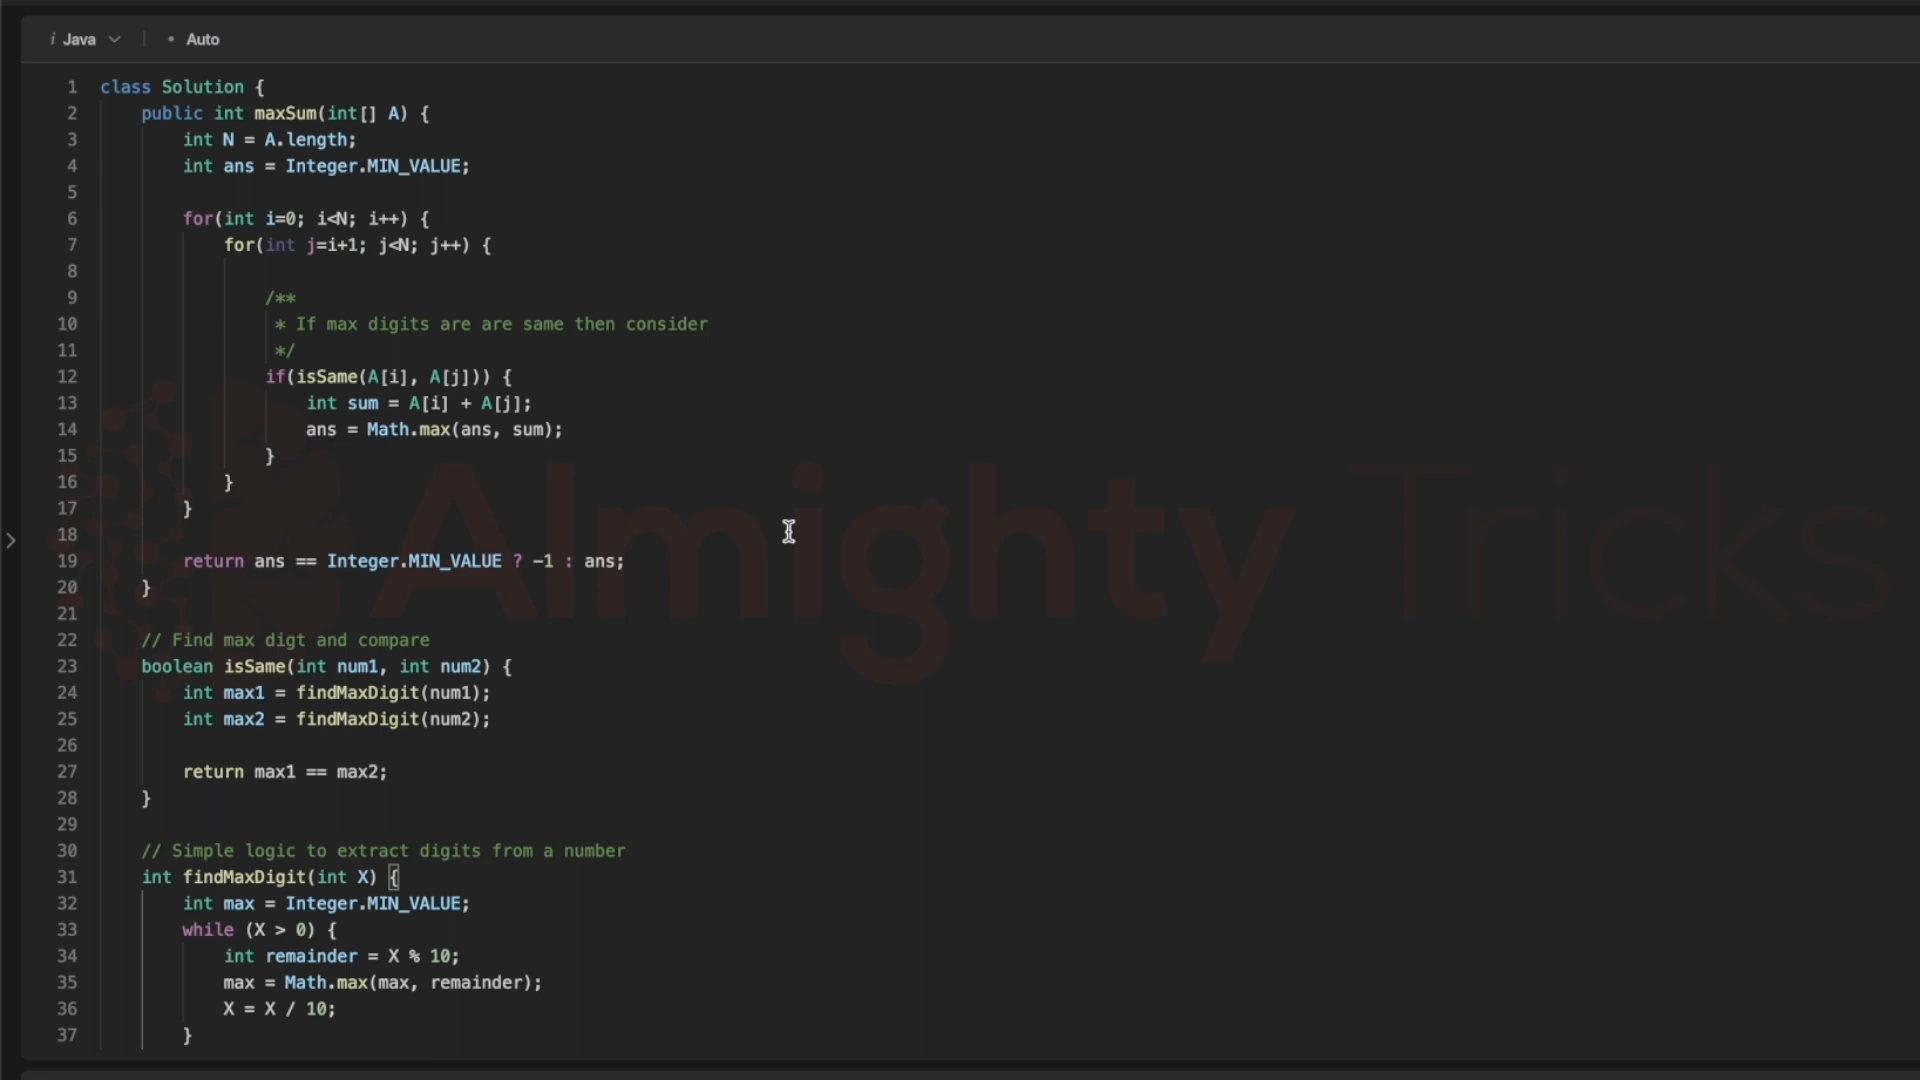 i Java • Auto
1 class Solution {
2 public int maxSum(int[] A) {
3 int N = A.length;
4 int ans = Integer.MIN_VALUE;
5
6 for(int i=0; i<N; i++) {
7 for(int j=i+1; j<N; j++) {
8
9 /**
10 * If max digits are are same then consider
11 */
12 if(isSame(A[i], A[j])) {
13 int sum = A[i] + A[j];
14 ans = Math.max(ans, sum);
15 }
16 }
17 }
18
19 return ans == Integer.MIN_VALUE ? -1 : ans;
20 }
21
22 // Find max digt and compare
23 boolean isSame(int num1, int num2) {
24 int max1 = findMaxDigit(num1);
25 int max2 = findMaxDigit(num2);
26
27 return max1 == max2;
28 }
29
30 // Simple logic to extract digits from a number
31 int findMaxDigit(int X) {
32 int max = Integer.MIN_VALUE;
33 while (X > 0) {
34 int remainder = X % 10;
35 max = Math.max(max, remainder);
36 X = X / 10;
37 }
Almighty Tricks